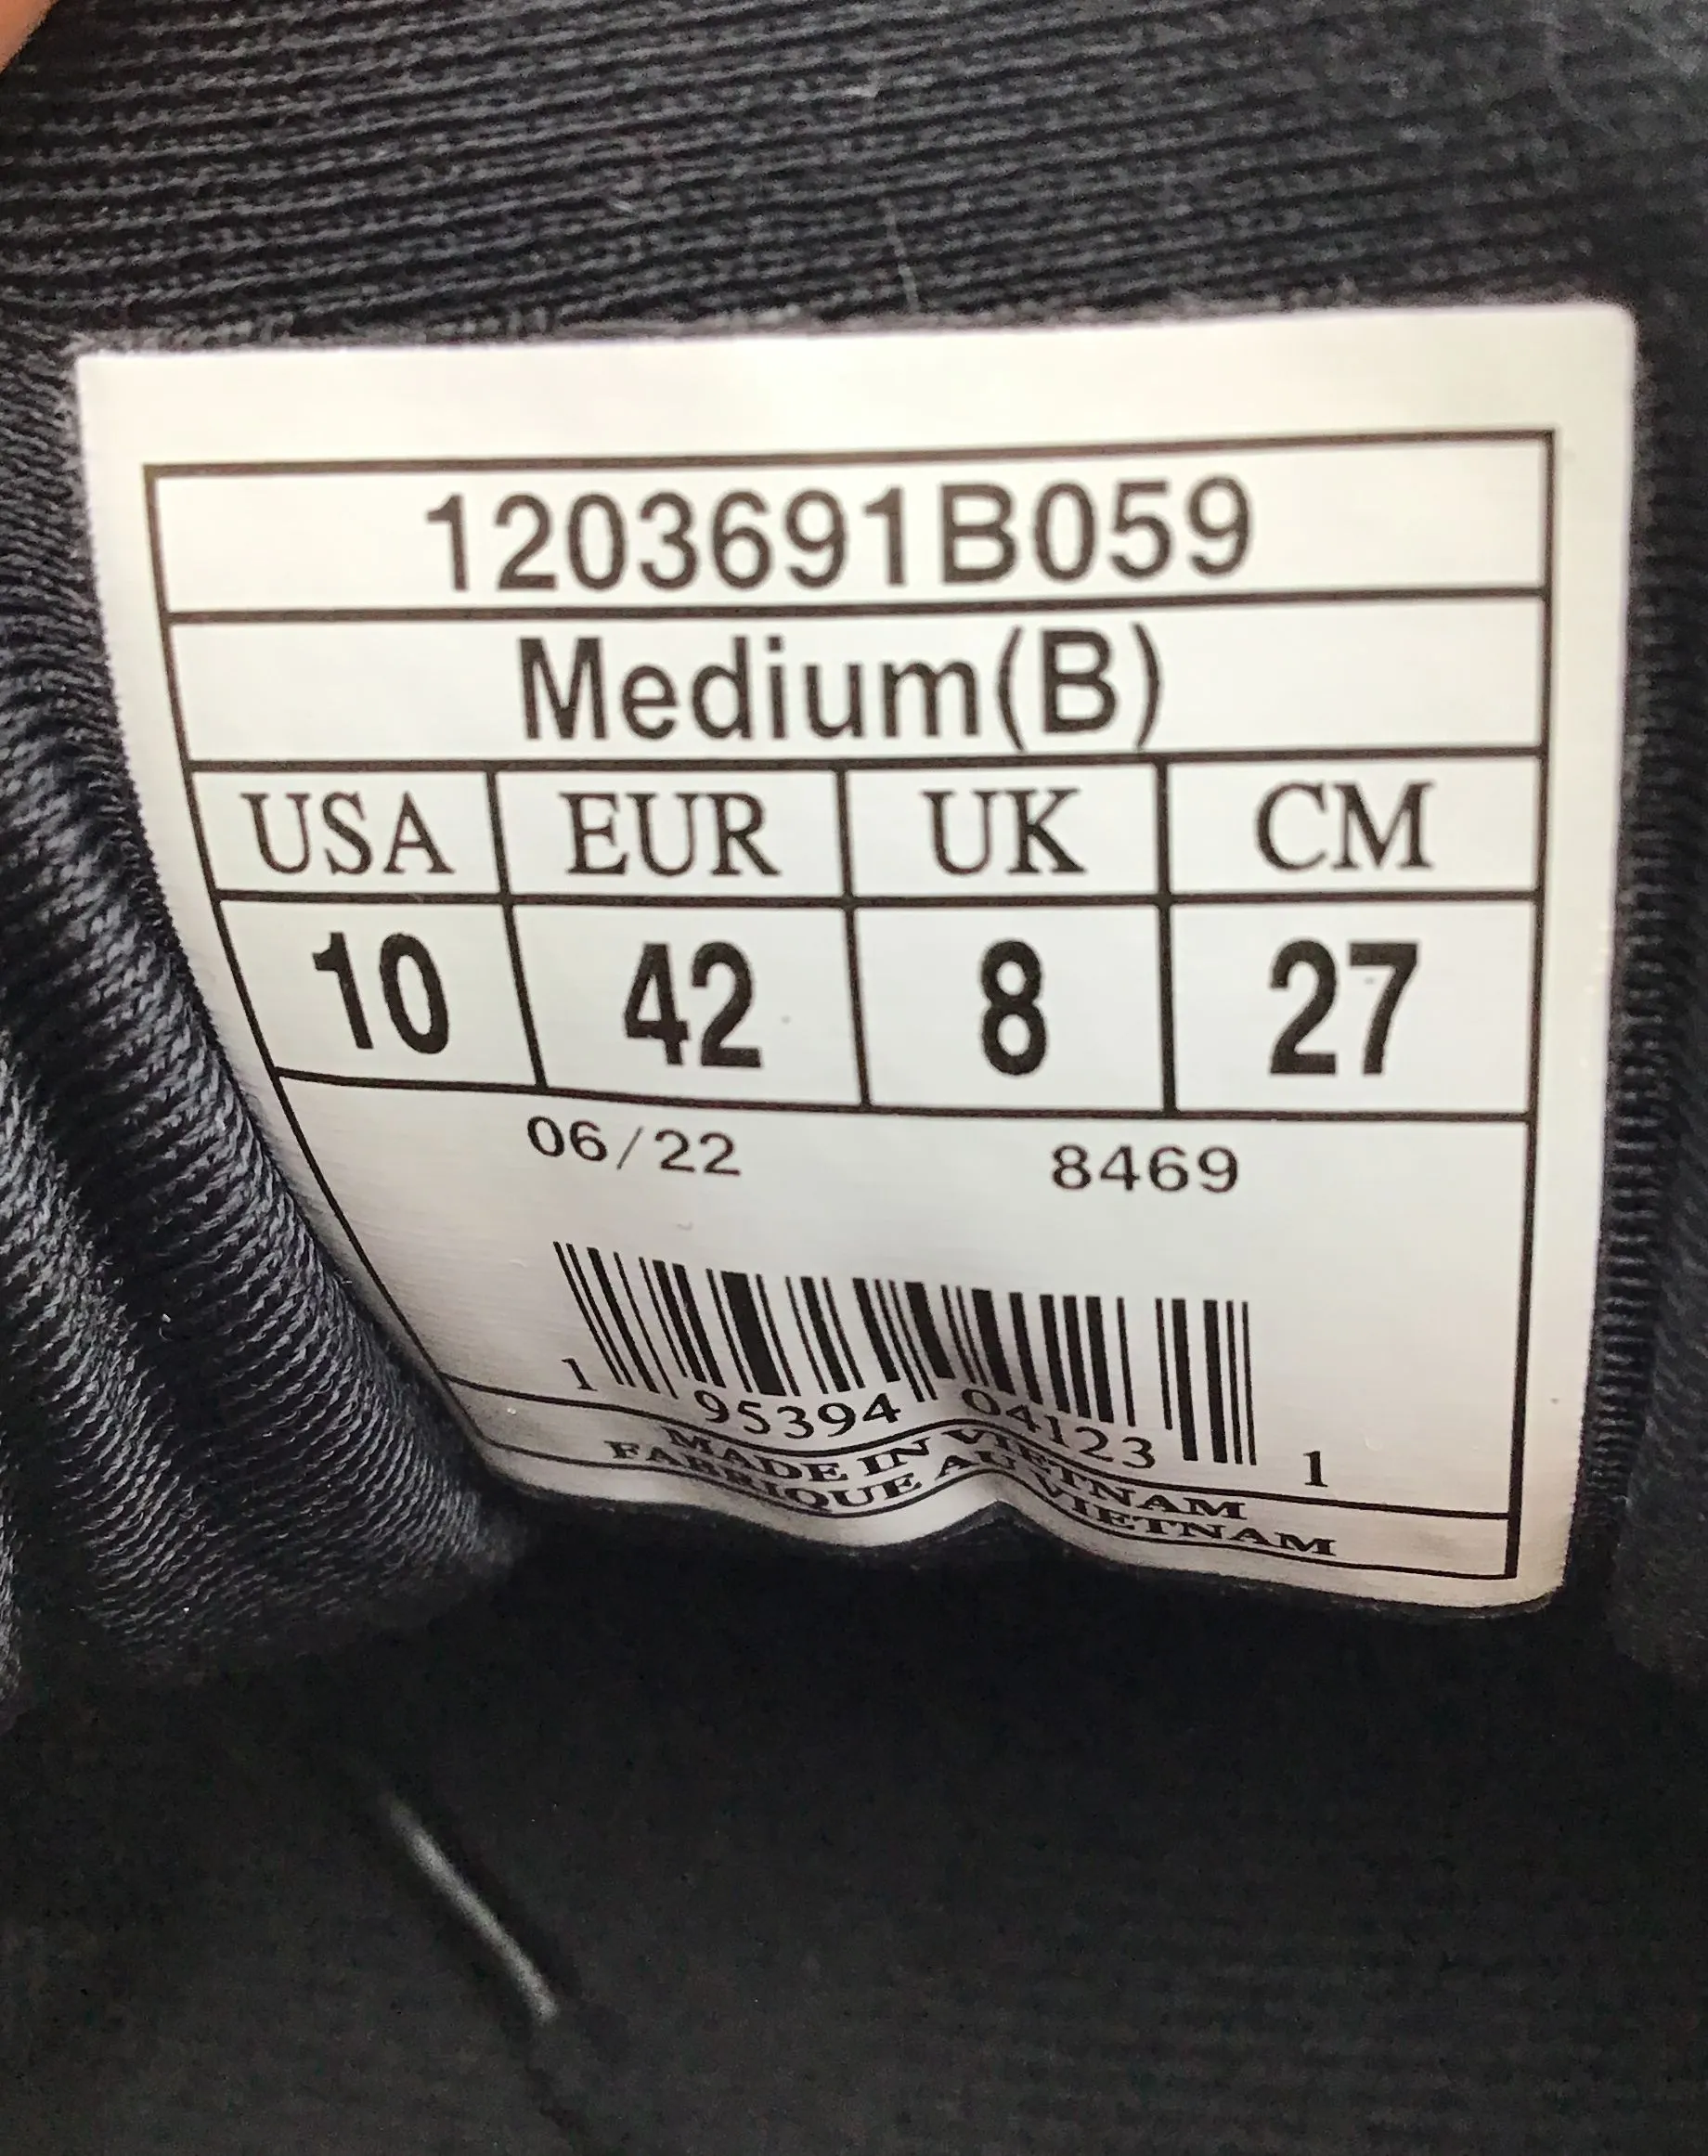 1203691B059
Medium(B)
USA EUR UK CM
10 42 8 27
06/22 8469
1 95394 04123 1
MADE IN VIETNAM
FABRIQUE AU VIETNAM